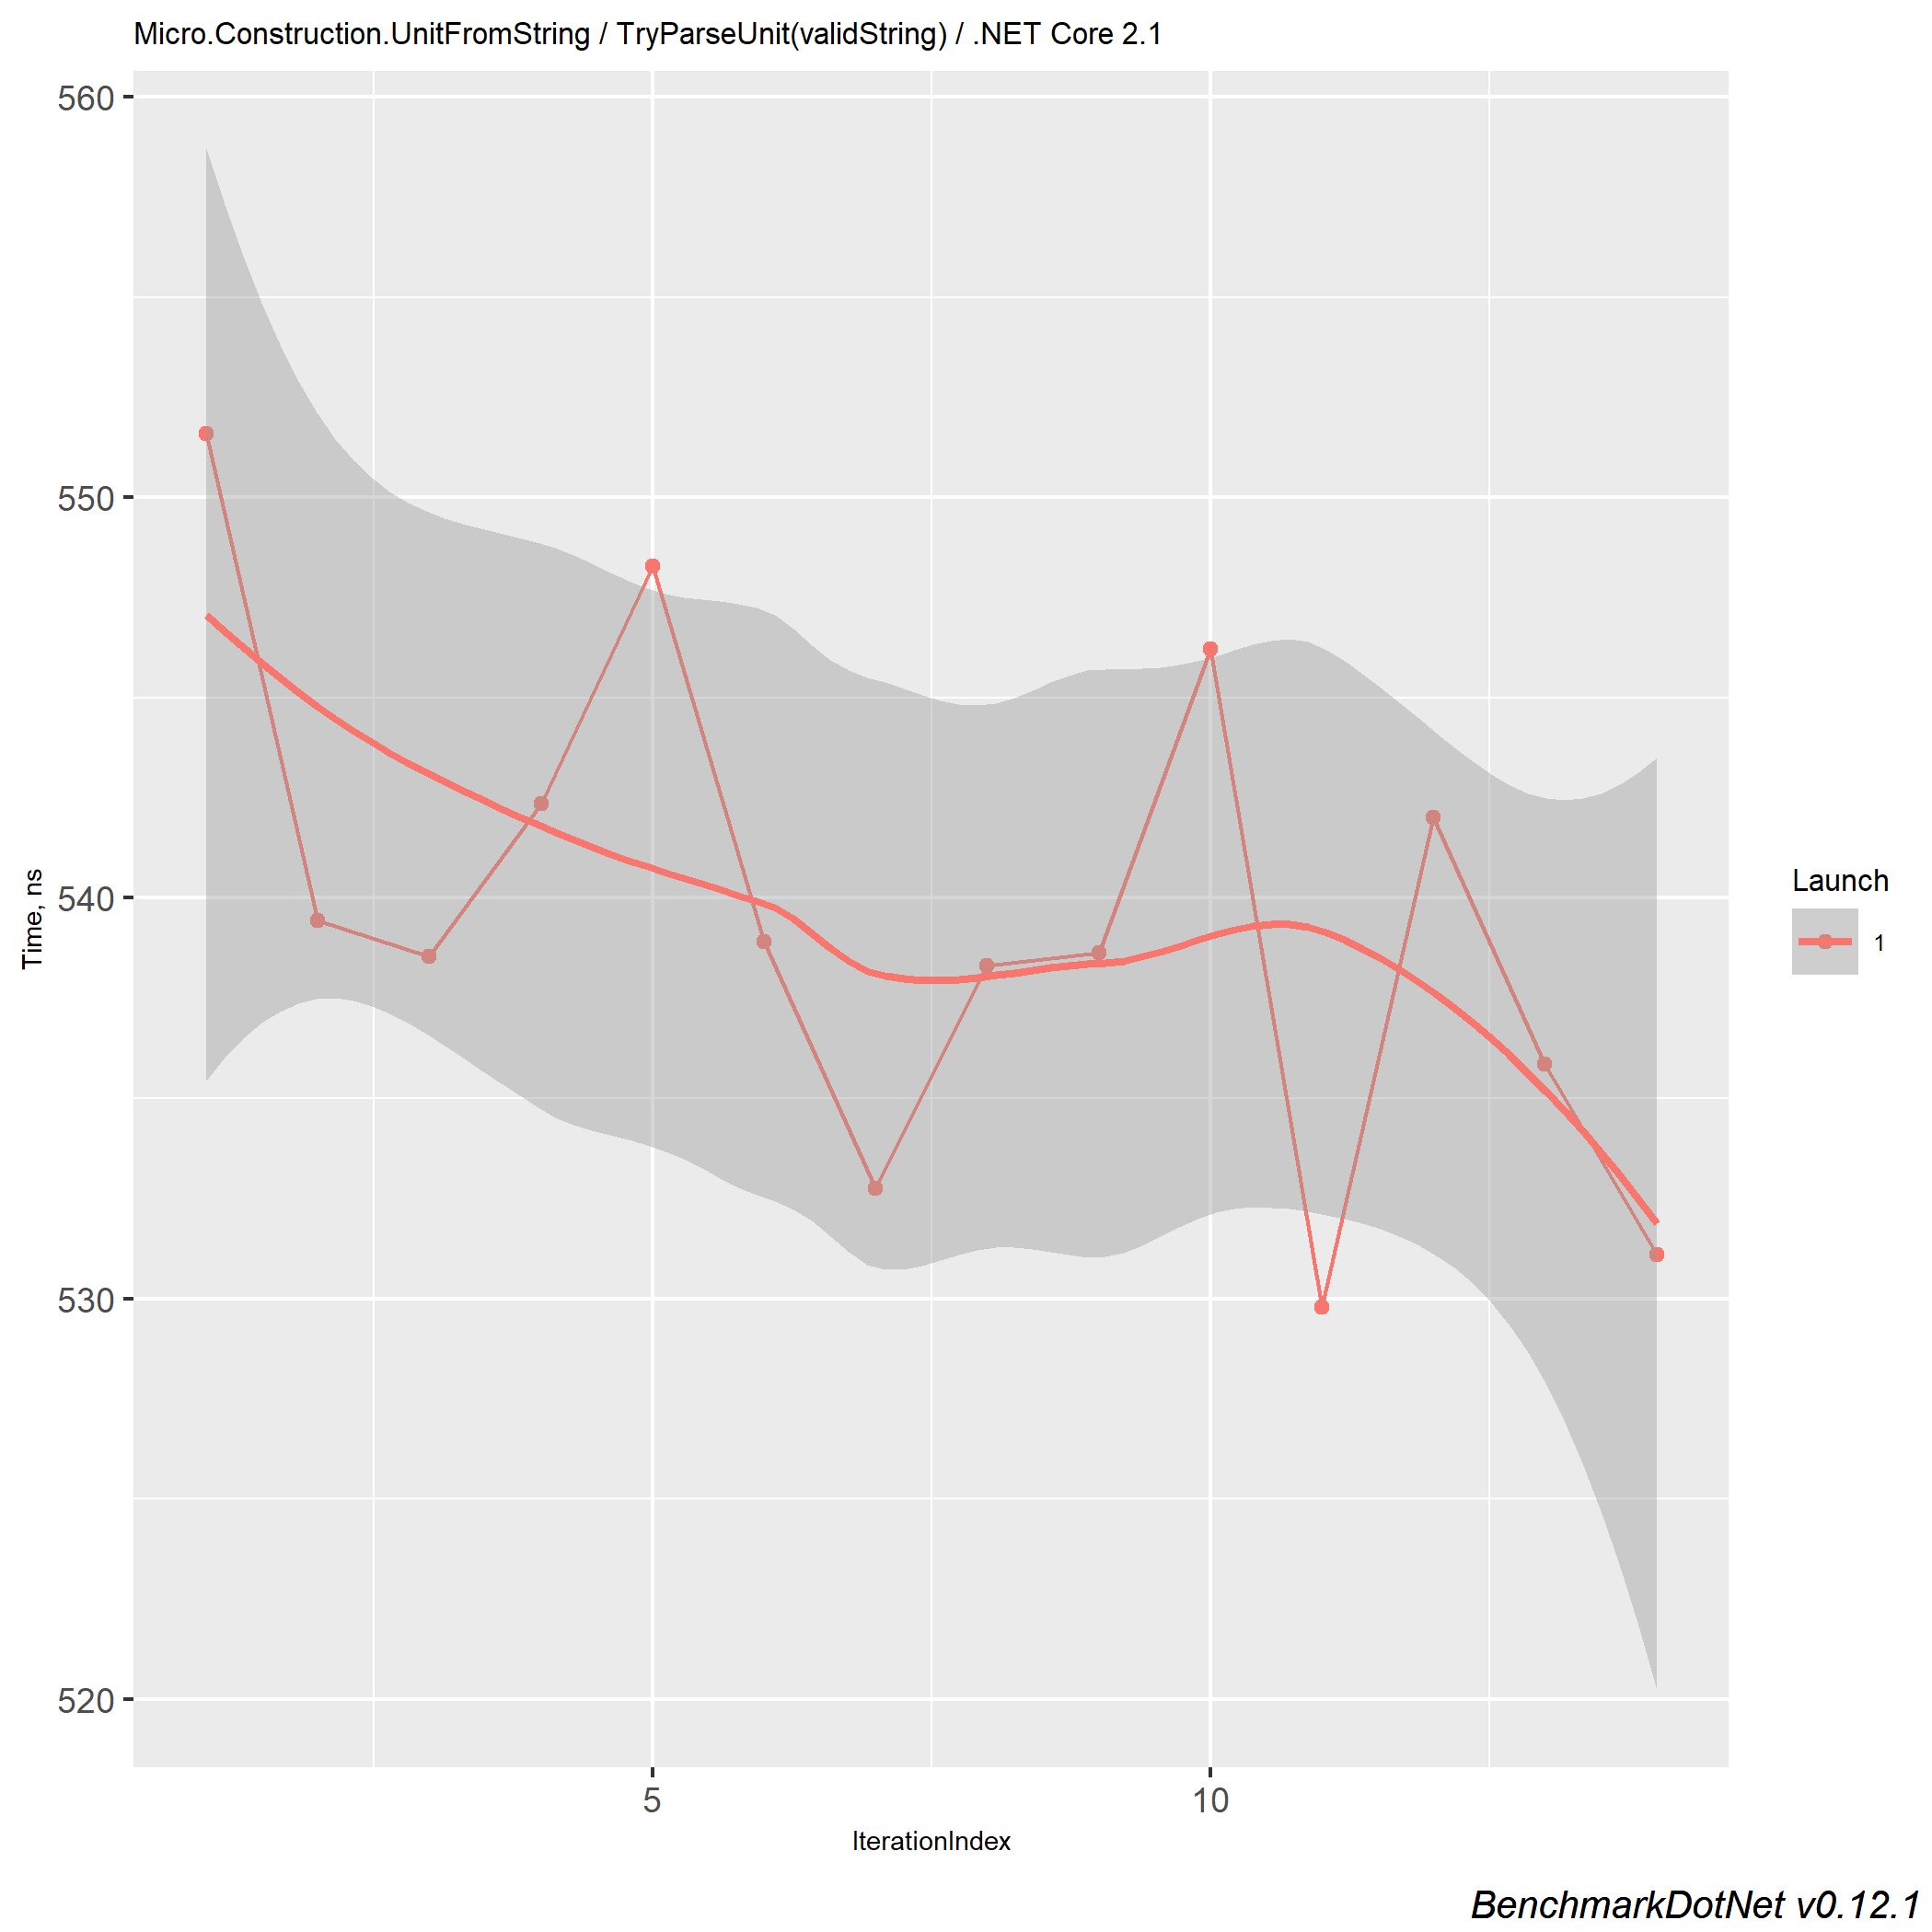 Micro.Construction.UnitFromString / TryParseUnit(validString) / .NET Core 2.1
560
550
540
530
520
Time, ns
5
10
IterationIndex
Launch
1
BenchmarkDotNet v0.12.1